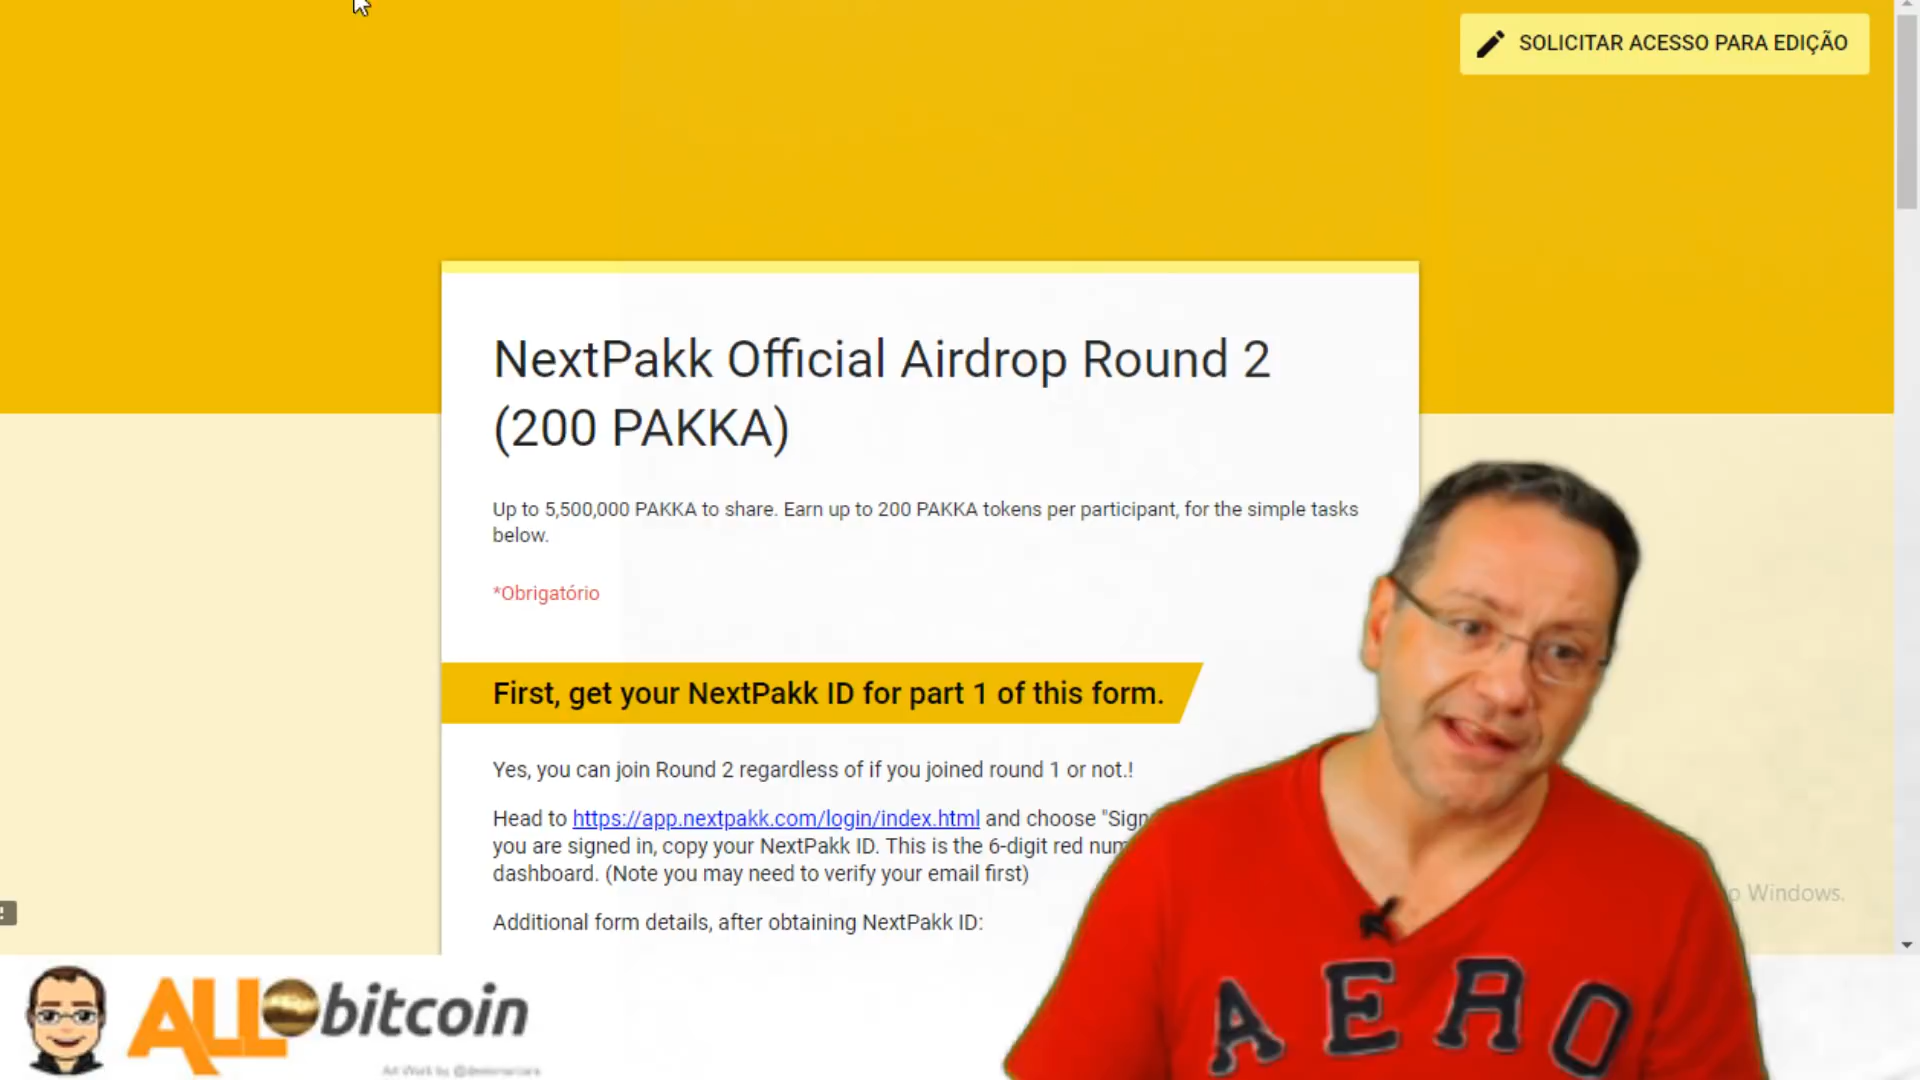 SOLICITAR ACESSO PARA EDIÇÃO
NextPakk Official Airdrop Round 2
(200 PAKKA)
Up to 5,500,000 PAKKA to share. Earn up to 200 PAKKA tokens per participant, for the simple tasks
below.
*Obrigatório
First, get your NextPakk ID for part 1 of this form.
Yes, you can join Round 2 regardless of if you joined round 1 or not.!
Head to https://app.nextpakk.com/login/index.html and choose "Sign
you are signed in, copy your NextPakk ID. This is the 6-digit red num
dashboard. (Note you may need to verify your email first)
o Windows.
Additional form details, after obtaining NextPakk ID:
AERO
ALLObitcoin
Art Work by